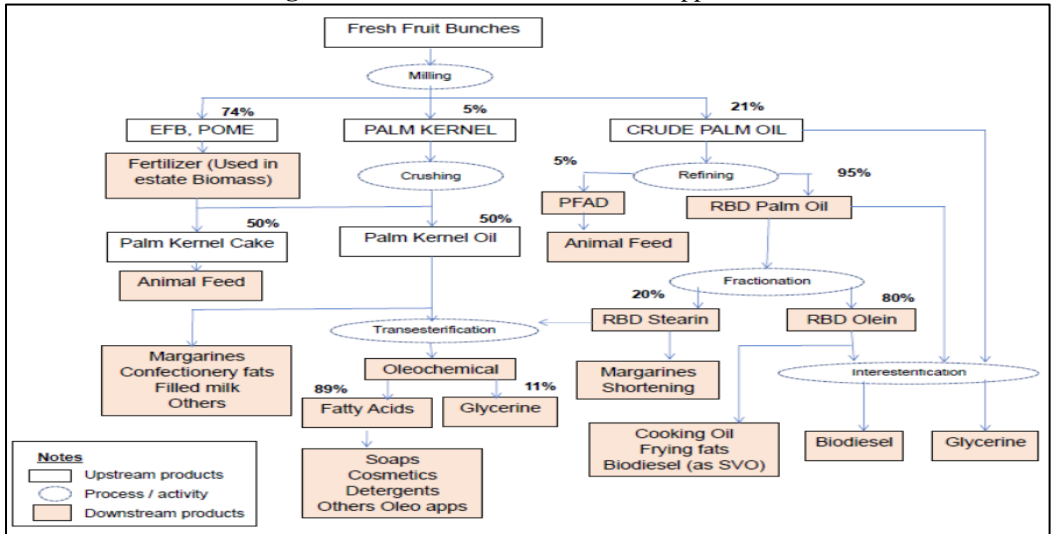 Fresh Fruit Bunches
Milling
74%
5%
21%
EFB, POME
PALM KERNEL
CRUDE PALM OIL
Fertilizer (Used in
estate Biomass)
Crushing
5%
Refining
95%
PFAD
RBD Palm Oil
50%
50%
Palm Kernel Cake
Palm Kernel Oil
Animal Feed
Animal Feed
Fractionation
20%
80%
Transesterification
RBD Stearin
RBD Olein
Margarines
Confectionery fats
Filled milk
Others
Oleochemical
Margarines
Shortening
Interesterification
89%
11%
Fatty Acids
Glycerine
Cooking Oil
Frying fats
Biodiesel (as SVO)
Biodiesel
Glycerine
Soaps
Cosmetics
Detergents
Others Oleo apps
Notes
Upstream products
Process / activity
Downstream products